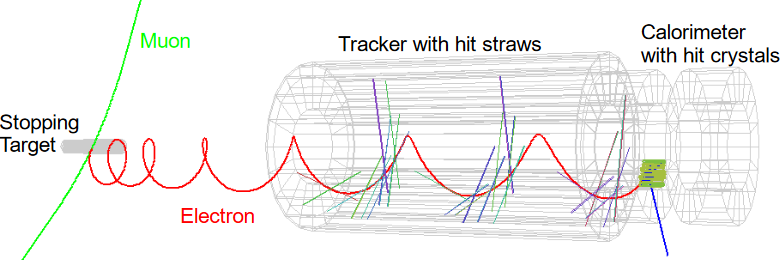 Muon
Tracker with hit straws
Calorimeter
with hit crystals
Stopping
Target
Electron